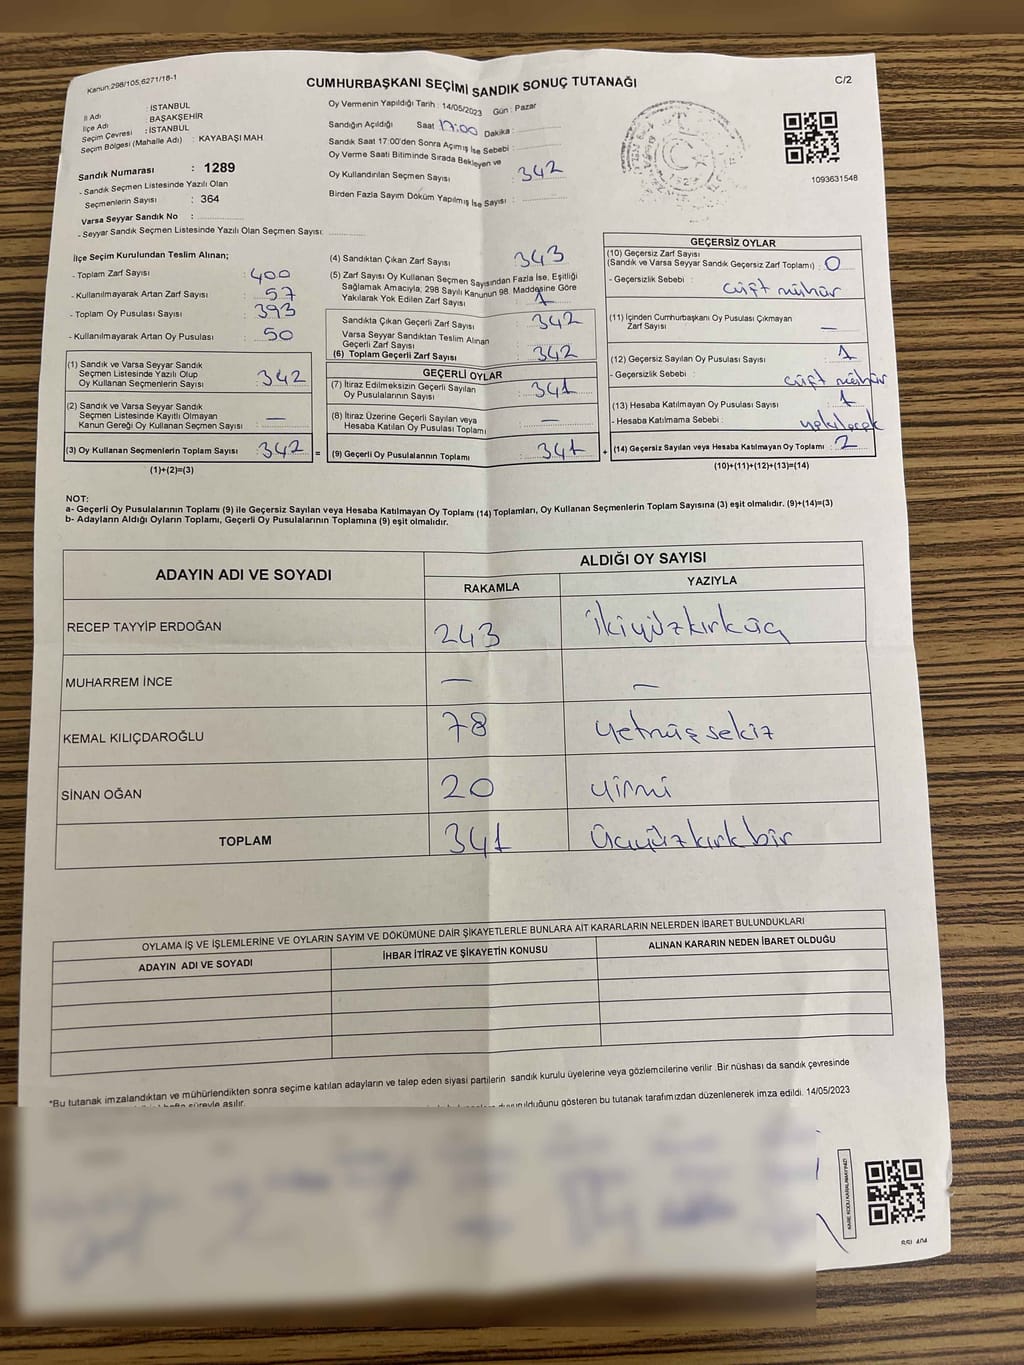 Kanun:298/105,6271/18-1
CUMHURBAŞKANI SEÇİMİ SANDIK SONUÇ TUTANAĞI
C/2
İl Adı : İSTANBUL
İlçe Adı : BAŞAKŞEHİR
Seçim Çevresi : İSTANBUL
Seçim Bölgesi (Mahalle Adı) : KAYABAŞI MAH
Sandık Numarası : 1289
- Sandık Seçmen Listesinde Yazılı Olan
Seçmenlerin Sayısı : 364
Varsa Seyyar Sandık No :
- Seyyar Sandık Seçmen Listesinde Yazılı Olan Seçmen Sayısı:
Oy Vermenin Yapıldığı Tarih : 14/05/2023 Gün : Pazar
Sandığın Açıldığı Saat 17:00 Dakika :
Sandık Saat 17:00'den Sonra Açımış İse Sebebi :
Oy Verme Saati Bitiminde Sırada Bekleyen ve
Oy Kullandırılan Seçmen Sayısı : 342
Birden Fazla Sayım Döküm Yapılmış İse Sayısı :
1093631548
İlçe Seçim Kurulundan Teslim Alınan;
- Toplam Zarf Sayısı : 400
- Kullanılmayarak Artan Zarf Sayısı : 57
- Toplam Oy Pusulası Sayısı : 393
- Kullanılmayarak Artan Oy Pusulası : 50
(1) Sandık ve Varsa Seyyar Sandık
Seçmen Listesinde Yazılı Olup
Oy Kullanan Seçmenlerin Sayısı : 342
(2) Sandık ve Varsa Seyyar Sandık
Seçmen Listesinde Kayıtlı Olmayan
Kanun Gereği Oy Kullanan Seçmen Sayısı : —
(3) Oy Kullanan Seçmenlerin Toplam Sayısı : 342 =
(1)+(2)=(3)
(4) Sandıktan Çıkan Zarf Sayısı : 343
(5) Zarf Sayısı Oy Kullanan Seçmen Sayısından Fazla İse, Eşitliği
Sağlamak Amacıyla, 298 Sayılı Kanunun 98. Maddesine Göre
Yakılarak Yok Edilen Zarf Sayısı : 1
Sandıkta Çıkan Geçerli Zarf Sayısı : 342
Varsa Seyyar Sandıktan Teslim Alınan
Geçerli Zarf Sayısı
(6) Toplam Geçerli Zarf Sayısı : 342
GEÇERLİ OYLAR
(7) İtiraz Edilmeksizin Geçerli Sayılan
Oy Pusulalarının Sayısı : 341
(8) İtiraz Üzerine Geçerli Sayılan veya
Hesaba Katılan Oy Pusulası Toplamı : —
(9) Geçerli Oy Pusulalarının Toplamı : 341 +
GEÇERSİZ OYLAR
(10) Geçersiz Zarf Sayısı
(Sandık ve Varsa Seyyar Sandık Geçersiz Zarf Toplamı) : 0
- Geçersizlik Sebebi : çift mühür
(11) İçinden Cumhurbaşkanı Oy Pusulası Çıkmayan
Zarf Sayısı : —
(12) Geçersiz Sayılan Oy Pusulası Sayısı : 1
- Geçersizlik Sebebi : çift mühür
(13) Hesaba Katılmayan Oy Pusulası Sayısı : 1
- Hesaba Katılmama Sebebi : yakılacak
(14) Geçersiz Sayılan veya Hesaba Katılmayan Oy Toplamı : 2
(10)+(11)+(12)+(13)=(14)
NOT:
a- Geçerli Oy Pusulalarının Toplamı (9) ile Geçersiz Sayılan veya Hesaba Katılmayan Oy Toplamı (14) Toplamları, Oy Kullanan Seçmenlerin Toplam Sayısına (3) eşit olmalıdır. (9)+(14)=(3)
b- Adayların Aldığı Oyların Toplamı, Geçerli Oy Pusulalarının Toplamına (9) eşit olmalıdır.
ADAYIN ADI VE SOYADI
ALDIĞI OY SAYISI
RAKAMLA YAZIYLA
RECEP TAYYİP ERDOĞAN 243 ikiyüzkırküç
MUHARREM İNCE — —
KEMAL KILIÇDAROĞLU 78 yetmişsekiz
SİNAN OĞAN 20 yirmi
TOPLAM 341 üçyüzkırkbir
OYLAMA İŞ VE İŞLEMLERİNE VE OYLARIN SAYIM VE DÖKÜMÜNE DAİR ŞİKAYETLERLE BUNLARA AİT KARARLARIN NELERDEN İBARET BULUNDUKLARI
ADAYIN ADI VE SOYADI İHBAR İTİRAZ VE ŞİKAYETİN KONUSU ALINAN KARARIN NEDEN İBARET OLDUĞU
*Bu tutanak imzalandıktan ve mühürlendikten sonra seçime katılan adayların ve talep eden siyasi partilerin sandık kurulu üyelerine veya gözlemcilerine verilir .Bir nüshası da sandık çevresinde
hafta süreyle asılır. duyurulduğunu gösteren bu tutanak tarafımızdan düzenlenerek imza edildi. 14/05/2023